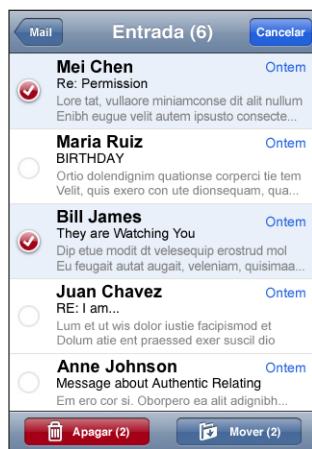 Mail
Entrada (6)
Cancelar
Mei Chen
Ontem
Re: Permission
Lore tat, vullaore miniamconse dit alit nullum
Enibh eugue velit autem ipsusto consecte...
Maria Ruiz
Ontem
BIRTHDAY
Ortio dolendignim quationse corperci tie tem
Velit, quis exero con ute dionsequam, qua...
Bill James
Ontem
They are Watching You
Dip etue modit dt velesequip erostrud mol
Eu feugait autat augait, veleniam, quisimaa...
Juan Chavez
Ontem
RE: I am...
Lum et ut wis dolor iustie facipismod et
Dolum atie ent praessed exer suscil dio
Anne Johnson
Ontem
Message about Authentic Relating
Em ero cor si. Oborpero ea alit adignibh...
Apagar (2)
Mover (2)